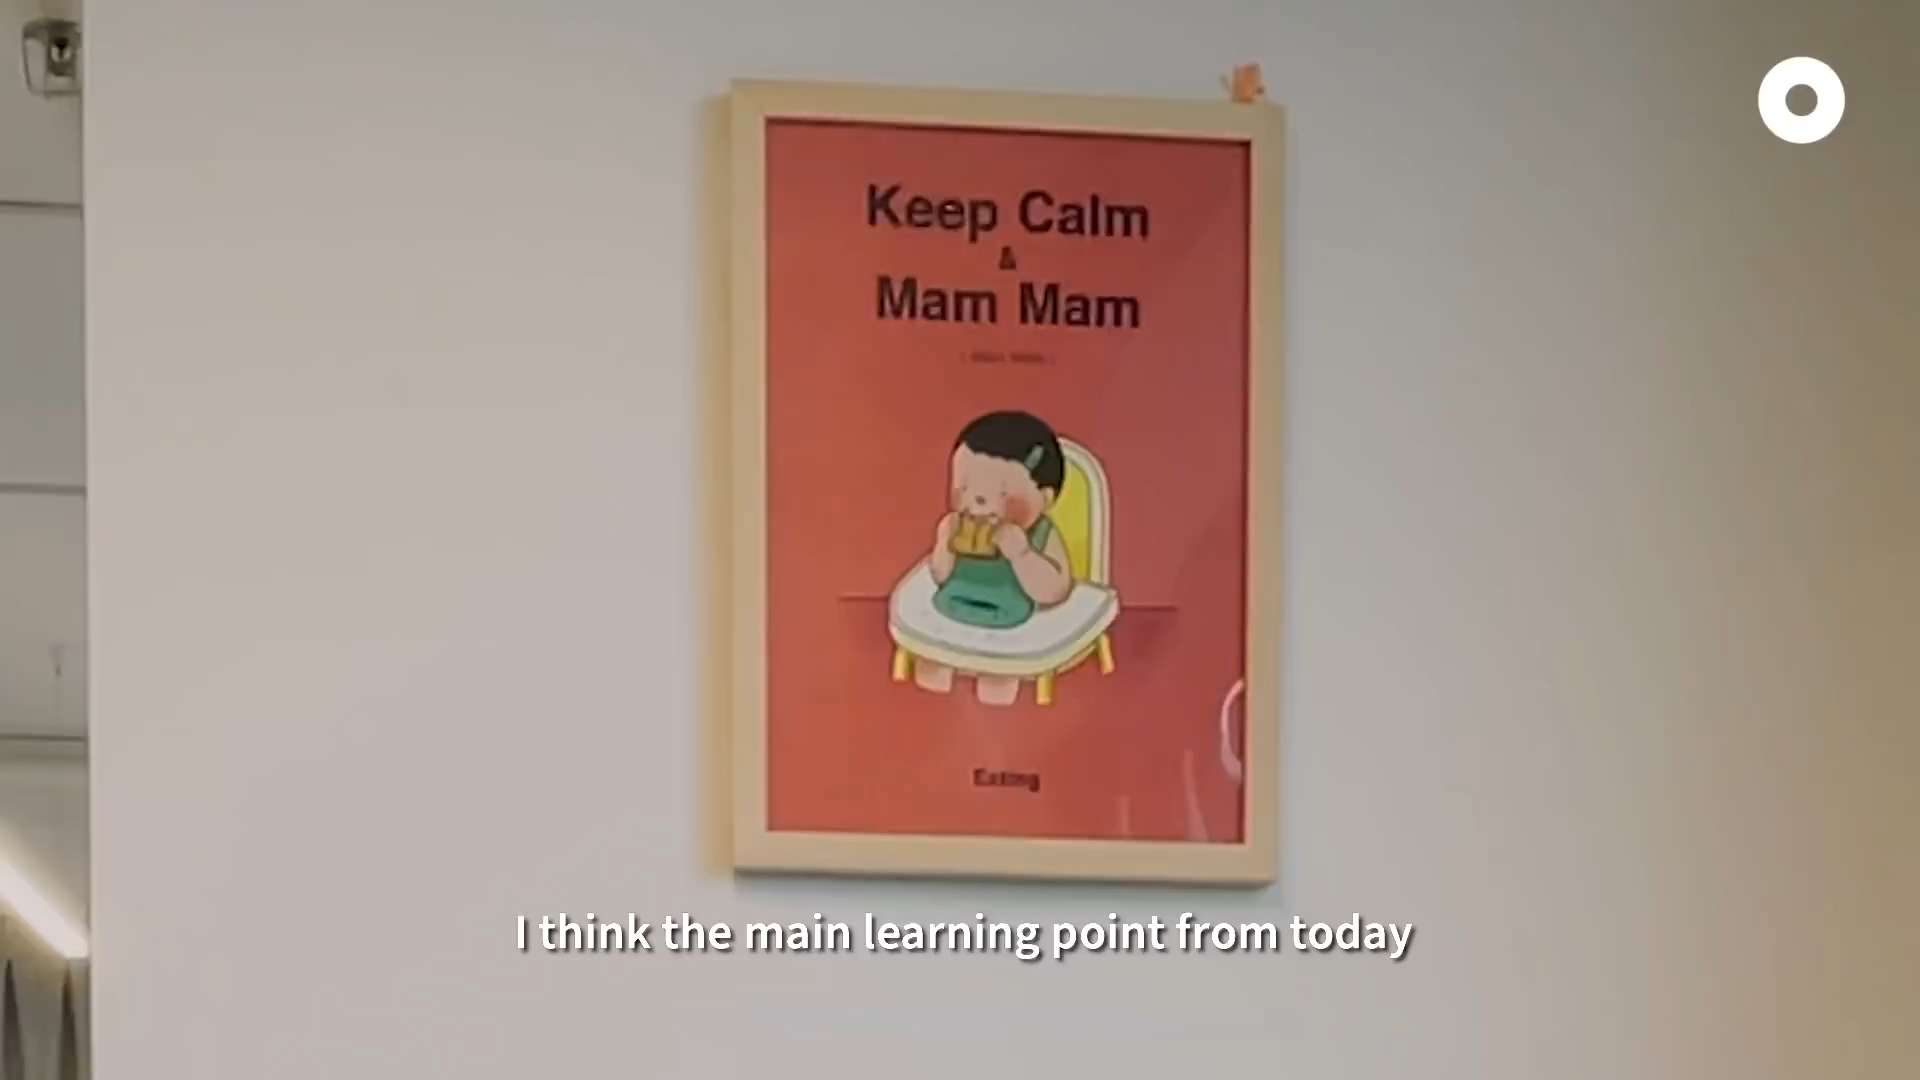 Keep Calm
&
Mam Mam
Eating
I think the main learning point from today